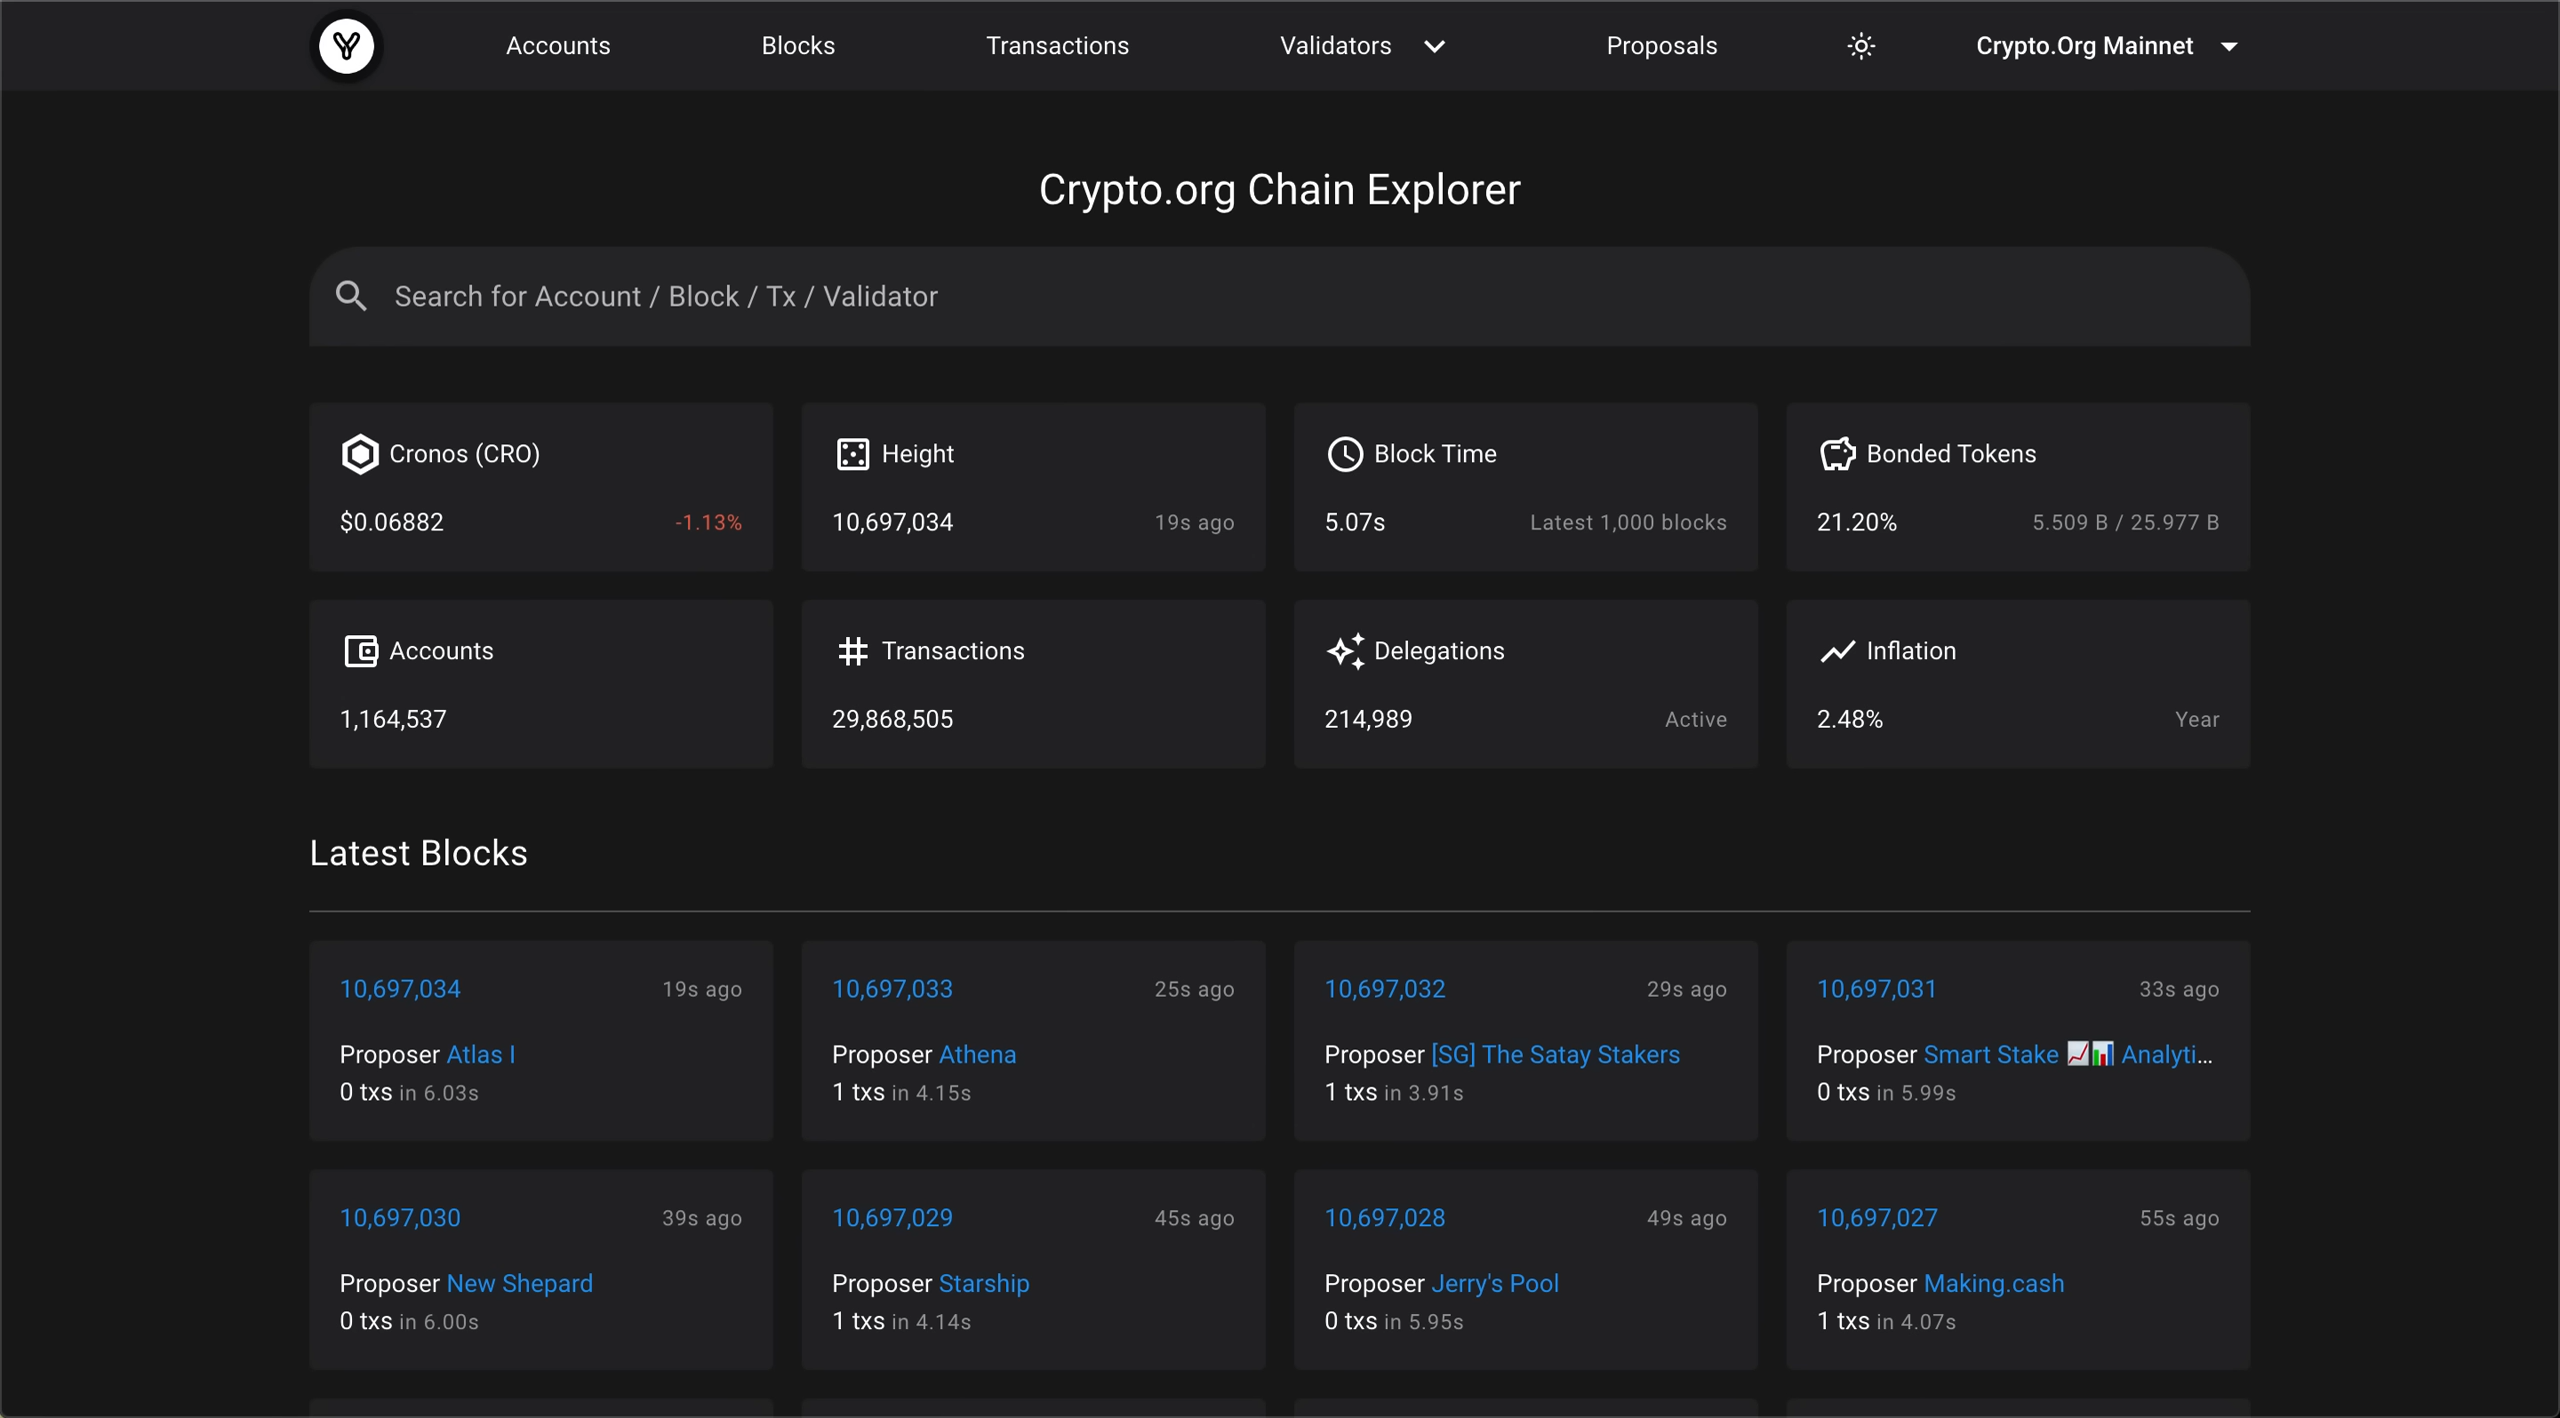 Accounts Blocks Transactions Validators Proposals Crypto.Org Mainnet
Crypto.org Chain Explorer
Search for Account / Block / Tx / Validator
Cronos (CRO)
$0.06882 -1.13%
Height
10,697,034 19s ago
Block Time
5.07s Latest 1,000 blocks
Bonded Tokens
21.20% 5.509 B / 25.977 B
Accounts
1,164,537
Transactions
29,868,505
Delegations
214,989 Active
Inflation
2.48% Year
Latest Blocks
10,697,034 19s ago
Proposer Atlas I
0 txs in 6.03s
10,697,033 25s ago
Proposer Athena
1 txs in 4.15s
10,697,032 29s ago
Proposer [SG] The Satay Stakers
1 txs in 3.91s
10,697,031 33s ago
Proposer Smart Stake 📈📊 Analyti...
0 txs in 5.99s
10,697,030 39s ago
Proposer New Shepard
0 txs in 6.00s
10,697,029 45s ago
Proposer Starship
1 txs in 4.14s
10,697,028 49s ago
Proposer Jerry's Pool
0 txs in 5.95s
10,697,027 55s ago
Proposer Making.cash
1 txs in 4.07s